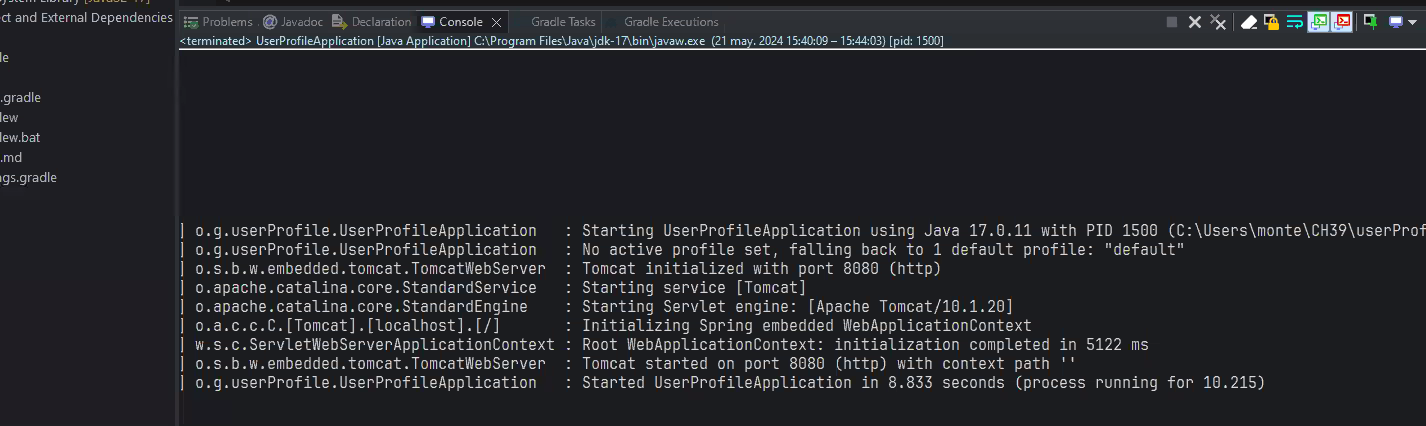 ystem Library [JavaSE-17]
ect and External Dependencies
Problems Javadoc Declaration Console Gradle Tasks Gradle Executions
<terminated> UserProfileApplication [Java Application] C:\Program Files\Java\jdk-17\bin\javaw.exe (21 may. 2024 15:40:09 – 15:44:03) [pid: 1500]
le
.gradle
lew
lew.bat
.md
ngs.gradle
] o.g.userProfile.UserProfileApplication : Starting UserProfileApplication using Java 17.0.11 with PID 1500 (C:\Users\monte\CH39\userProf
] o.g.userProfile.UserProfileApplication : No active profile set, falling back to 1 default profile: "default"
] o.s.b.w.embedded.tomcat.TomcatWebServer : Tomcat initialized with port 8080 (http)
] o.apache.catalina.core.StandardService : Starting service [Tomcat]
] o.apache.catalina.core.StandardEngine : Starting Servlet engine: [Apache Tomcat/10.1.20]
] o.a.c.c.C.[Tomcat].[localhost].[/] : Initializing Spring embedded WebApplicationContext
] w.s.c.ServletWebServerApplicationContext : Root WebApplicationContext: initialization completed in 5122 ms
] o.s.b.w.embedded.tomcat.TomcatWebServer : Tomcat started on port 8080 (http) with context path ''
] o.g.userProfile.UserProfileApplication : Started UserProfileApplication in 8.833 seconds (process running for 10.215)